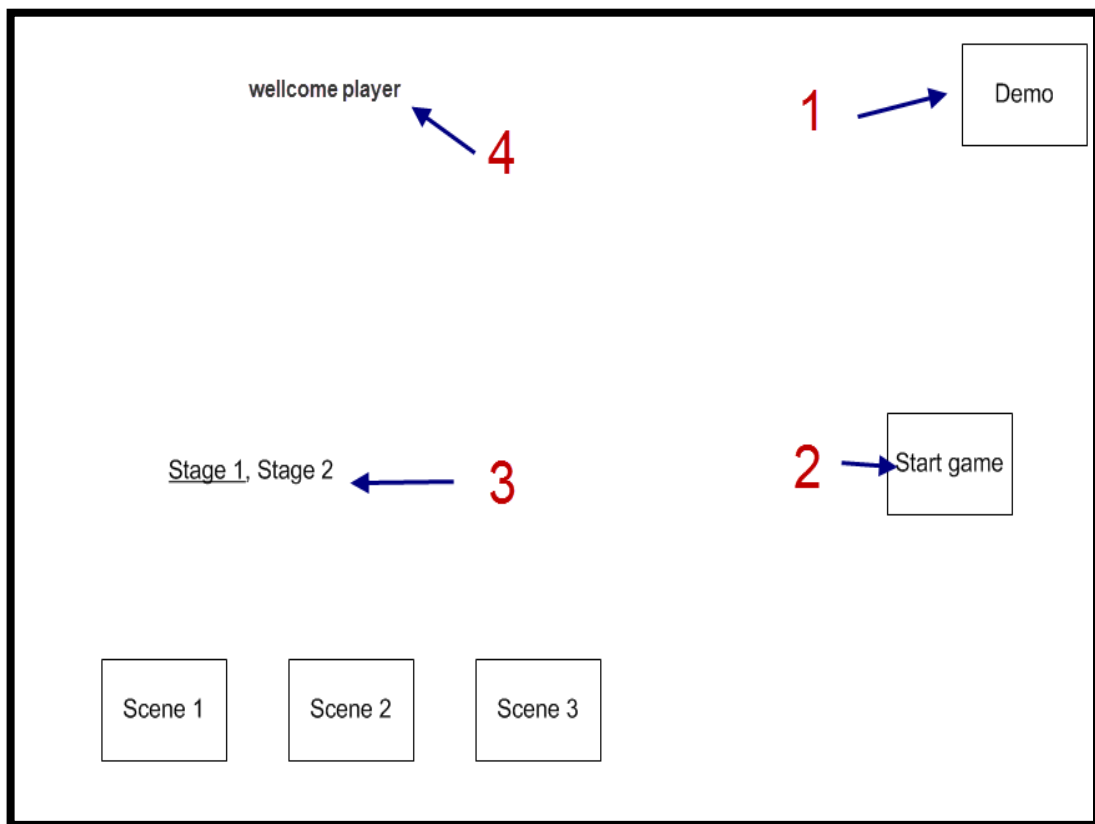 wellcome player
1
Demo
4
Stage 1, Stage 2
3
2
Start game
Scene 1
Scene 2
Scene 3